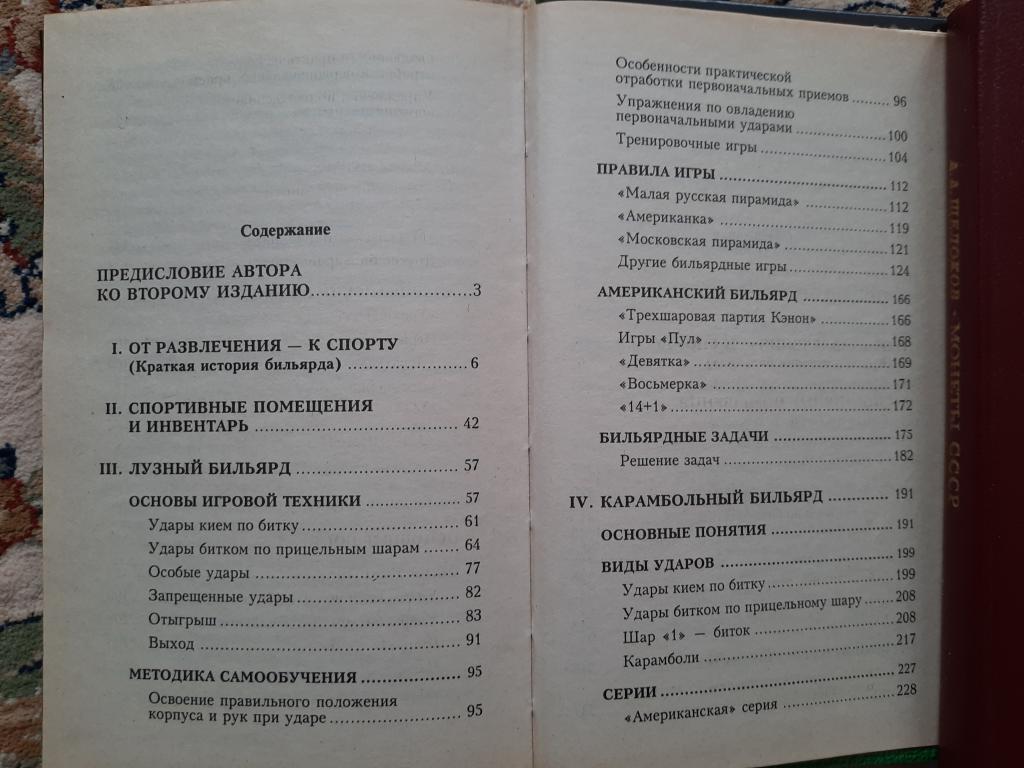 Содержание
ПРЕДИСЛОВИЕ АВТОРА
КО ВТОРОМУ ИЗДАНИЮ.......................3
I. ОТ РАЗВЛЕЧЕНИЯ — К СПОРТУ
(Краткая история бильярда) .................6
II. СПОРТИВНЫЕ ПОМЕЩЕНИЯ
И ИНВЕНТАРЬ ............................. 42
III. ЛУЗНЫЙ БИЛЬЯРД ....................... 57
ОСНОВЫ ИГРОВОЙ ТЕХНИКИ ............. 57
Удары кием по битку ...................... 61
Удары битком по прицельным шарам ...... 64
Особые удары ............................. 77
Запрещенные удары ....................... 82
Отыгрыш .................................. 83
Выход ..................................... 91
МЕТОДИКА САМООБУЧЕНИЯ .............. 95
Освоение правильного положения
корпуса и рук при ударе .................. 95
Особенности практической
отработки первоначальных приемов ........ 96
Упражнения по овладению
первоначальными ударами ............... 100
Тренировочные игры ..................... 104
ПРАВИЛА ИГРЫ .......................... 112
«Малая русская пирамида» .............. 112
«Американка» ........................... 119
«Московская пирамида» ................. 121
Другие бильярдные игры ................ 124
АМЕРИКАНСКИЙ БИЛЬЯРД ............... 166
«Трехшаровая партия Кэнон» ........... 166
Игры «Пул» ............................. 168
«Девятка» ............................... 169
«Восьмерка» ............................. 171
«14+1» .................................. 172
БИЛЬЯРДНЫЕ ЗАДАЧИ ................... 175
Решение задач .......................... 182
IV. КАРАМБОЛЬНЫЙ БИЛЬЯРД ........... 191
ОСНОВНЫЕ ПОНЯТИЯ .................... 191
ВИДЫ УДАРОВ ........................... 199
Удары кием по битку .................... 199
Удары битком по прицельному шару ..... 208
Шар «1» — биток ........................ 208
Карамболи .............................. 217
СЕРИИ ................................... 227
«Американская» серия .................. 228
А А ЩЕЛОКОВ • МОНЕТЫ СССР